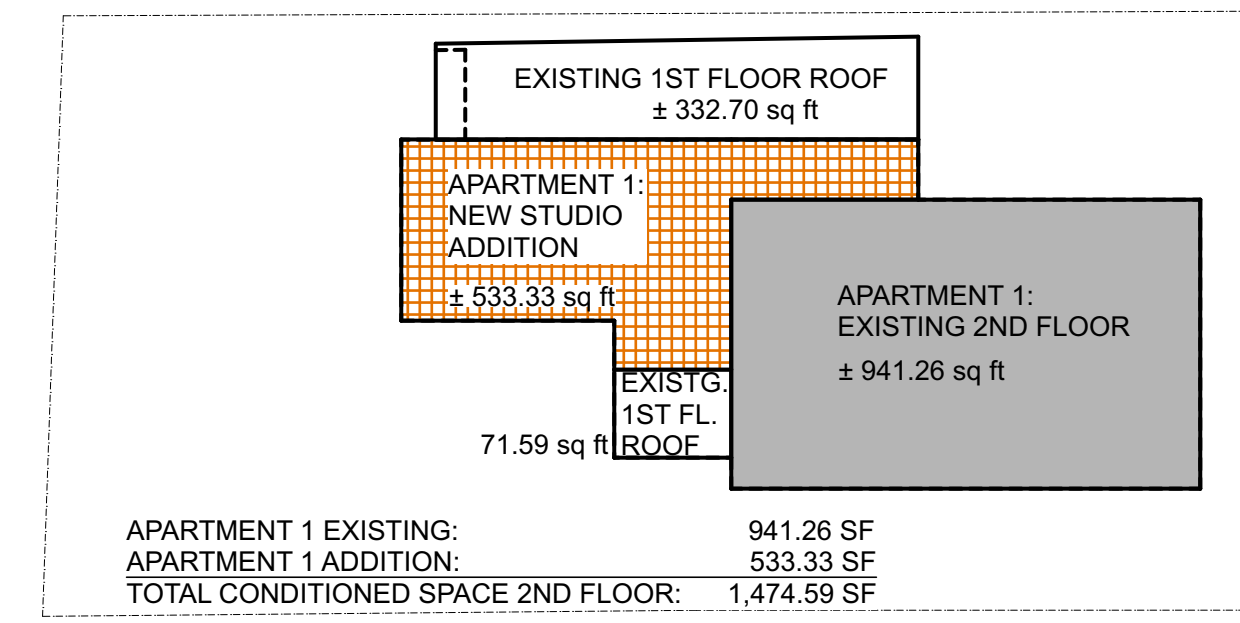 EXISTING 1ST FLOOR ROOF
± 332.70 sq ft
APARTMENT 1:
NEW STUDIO
ADDITION
± 533.33 sq ft
APARTMENT 1:
EXISTING 2ND FLOOR
± 941.26 sq ft
EXISTG.
1ST FL.
ROOF
71.59 sq ft
APARTMENT 1 EXISTING: 941.26 SF
APARTMENT 1 ADDITION: 533.33 SF
TOTAL CONDITIONED SPACE 2ND FLOOR: 1,474.59 SF